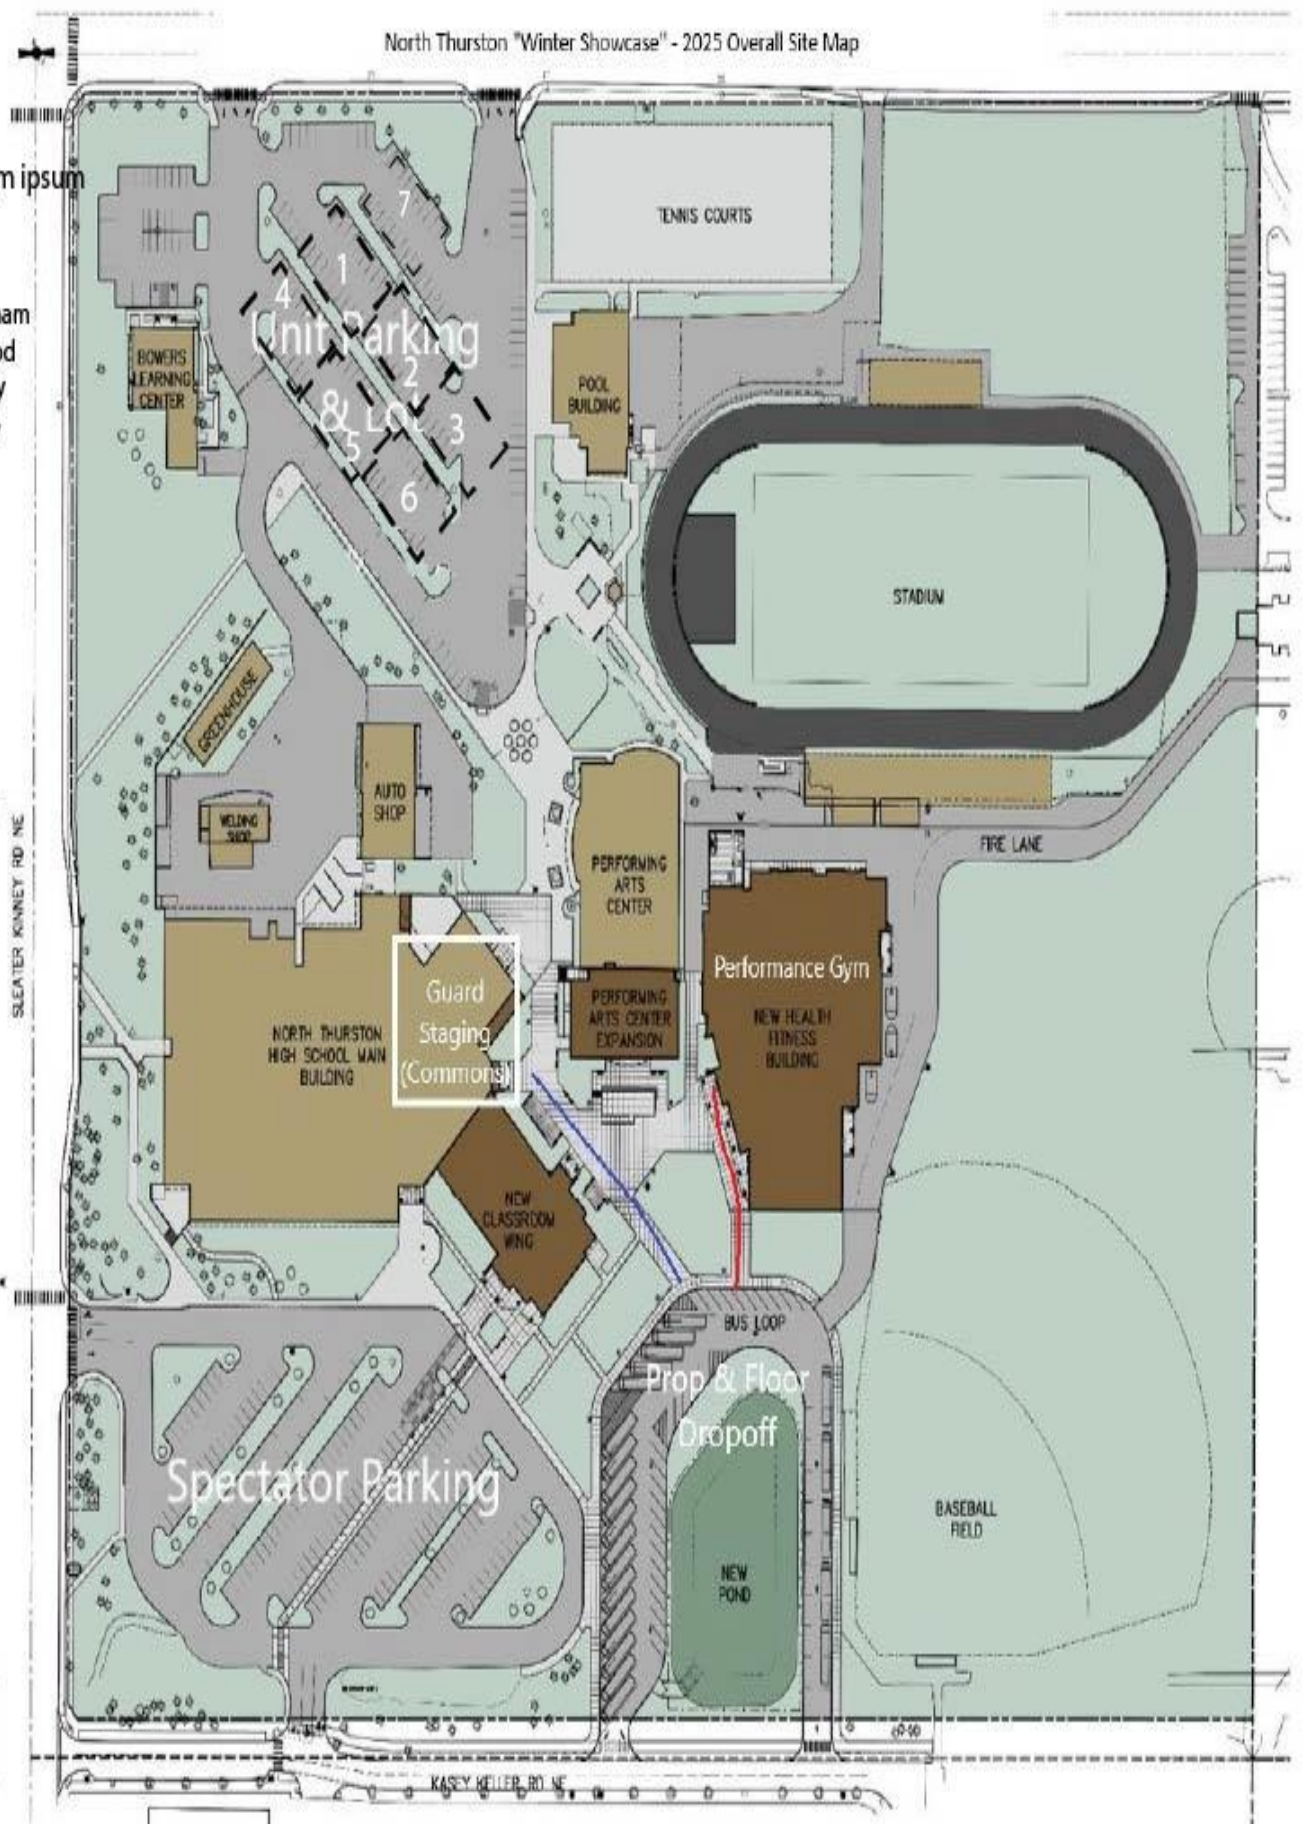 North Thurston "Winter Showcase" - 2025 Overall Site Map
m ipsum
7
TENNIS COURTS
1
4
Unit Parking
& Lot
2
3
5
6
BOWERS
LEARNING
CENTER
POOL
BUILDING
STADIUM
GREENHOUSE
AUTO
SHOP
WELDING
SHOP
SLEATER KINNEY RD NE
PERFORMING
ARTS
CENTER
FIRE LANE
Performance Gym
Guard
Staging
(Commons)
PERFORMING
ARTS CENTER
EXPANSION
NEW HEALTH
FITNESS
BUILDING
NORTH THURSTON
HIGH SCHOOL MAIN
BUILDING
NEW
CLASSROOM
WING
BUS LOOP
Prop & Floor
Dropoff
Spectator Parking
BASEBALL
FIELD
NEW
POND
KASEY KELLER RD NE